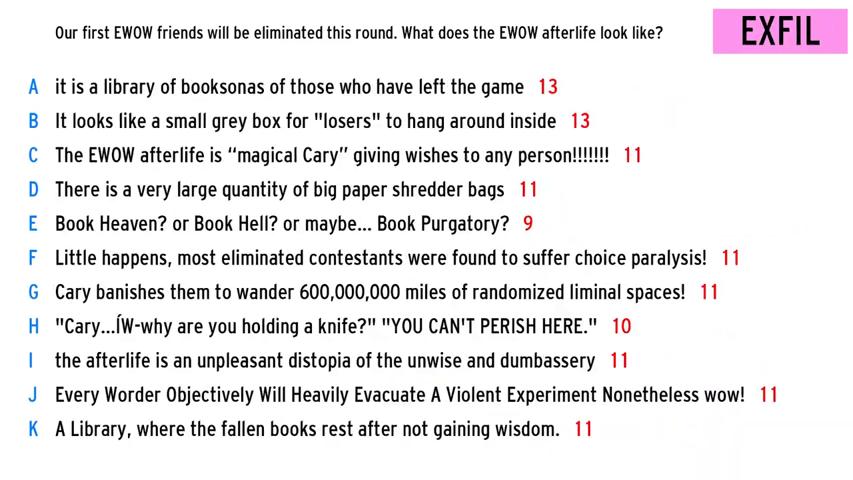 Our first EWOW friends will be eliminated this round. What does the EWOW afterlife look like?
EXFIL
A it is a library of booksonas of those who have left the game 13
B It looks like a small grey box for "losers" to hang around inside 13
C The EWOW afterlife is “magical Cary” giving wishes to any person!!!!!!! 11
D There is a very large quantity of big paper shredder bags 11
E Book Heaven? or Book Hell? or maybe... Book Purgatory? 9
F Little happens, most eliminated contestants were found to suffer choice paralysis! 11
G Cary banishes them to wander 600,000,000 miles of randomized liminal spaces! 11
H "Cary...ÍW-why are you holding a knife?" "YOU CAN'T PERISH HERE." 10
I the afterlife is an unpleasant distopia of the unwise and dumbassery 11
J Every Worder Objectively Will Heavily Evacuate A Violent Experiment Nonetheless wow! 11
K A Library, where the fallen books rest after not gaining wisdom. 11